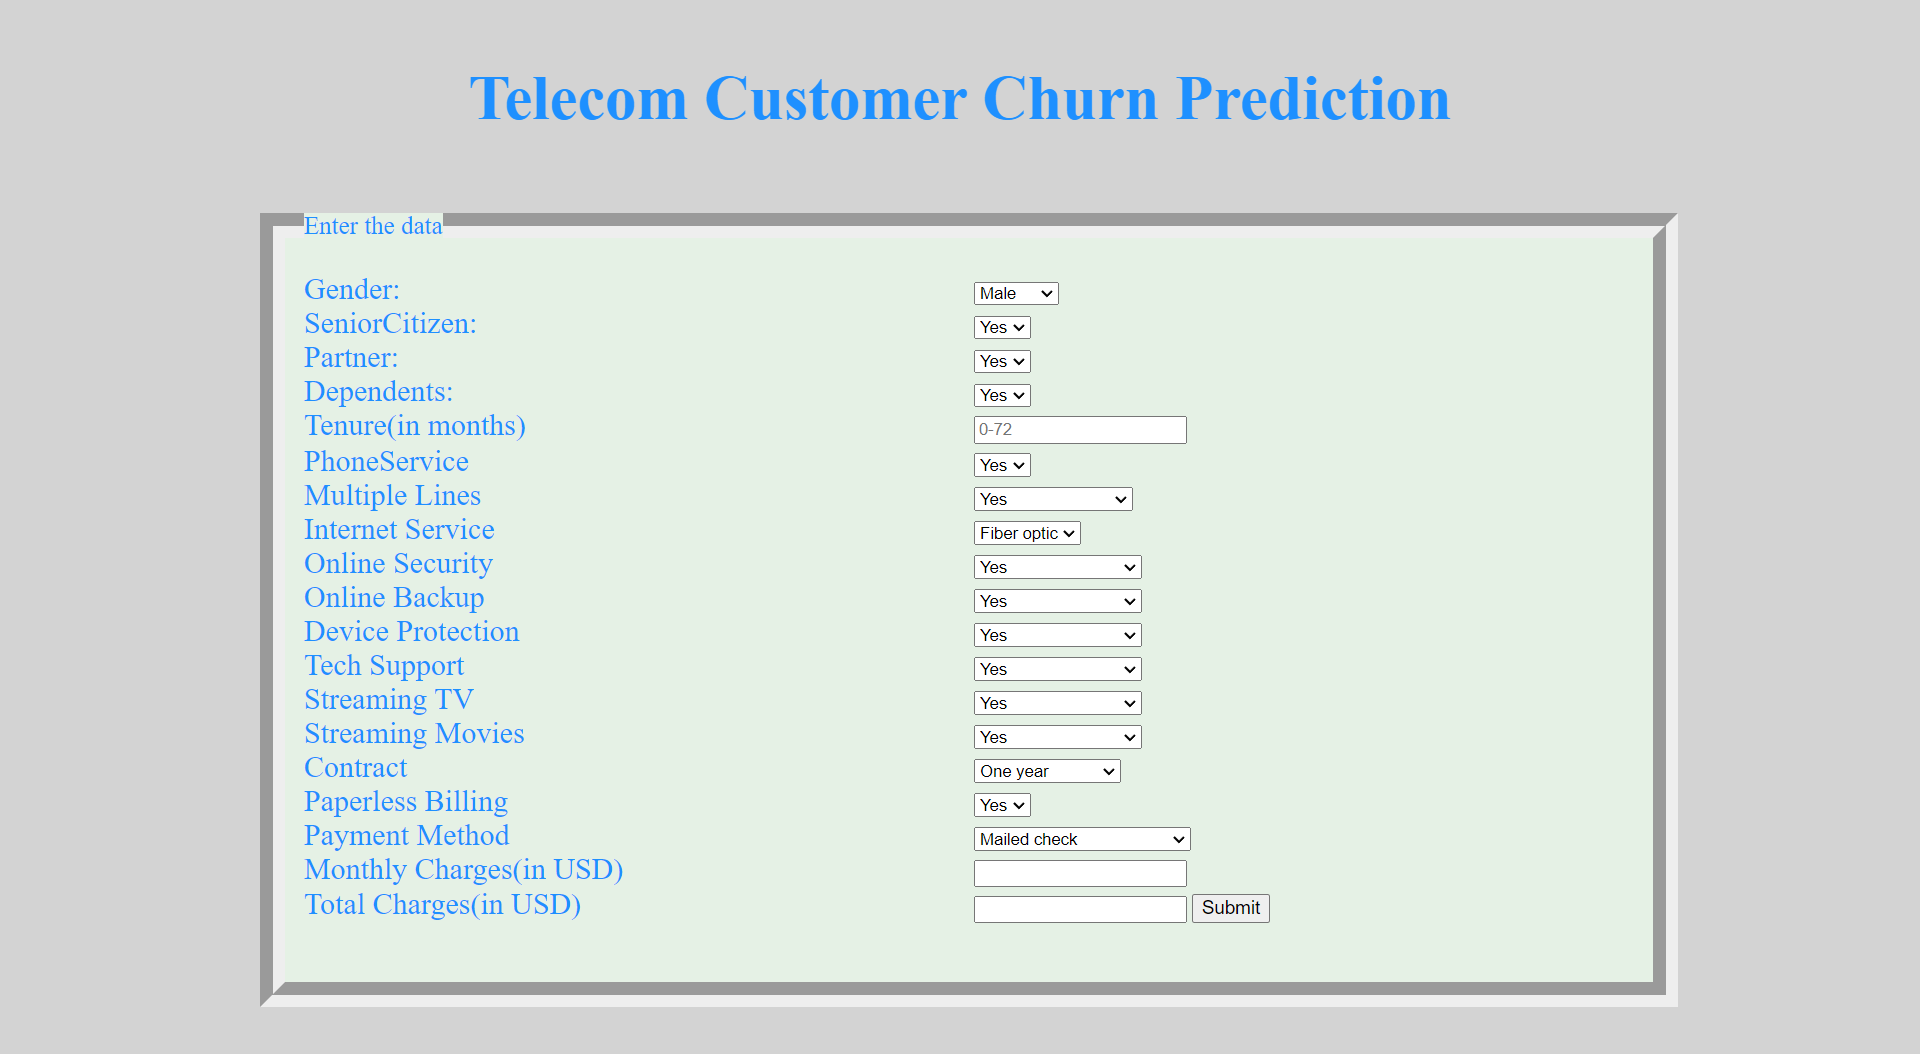 Telecom Customer Churn Prediction
Enter the data
Gender: Male
SeniorCitizen: Yes
Partner: Yes
Dependents: Yes
Tenure(in months) 0-72
PhoneService Yes
Multiple Lines Yes
Internet Service Fiber optic
Online Security Yes
Online Backup Yes
Device Protection Yes
Tech Support Yes
Streaming TV Yes
Streaming Movies Yes
Contract One year
Paperless Billing Yes
Payment Method Mailed check
Monthly Charges(in USD)
Total Charges(in USD) Submit